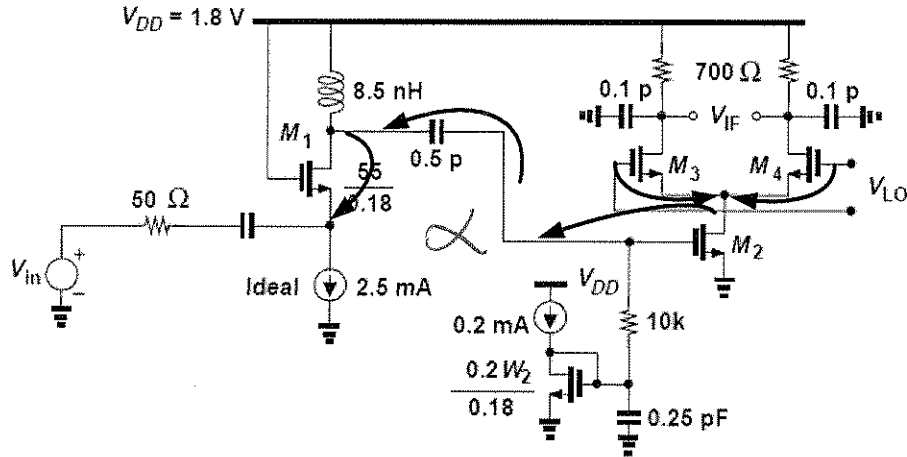 V_DD = 1.8 V
8.5 nH
700 Ω
0.1 p
0.1 p
V_IF
M_1
0.5 p
M_3
M_4
55
0.18
50 Ω
V_LO
α
M_2
V_in
+
−
Ideal
2.5 mA
V_DD
0.2 mA
10k
0.2 W_2
0.18
0.25 pF